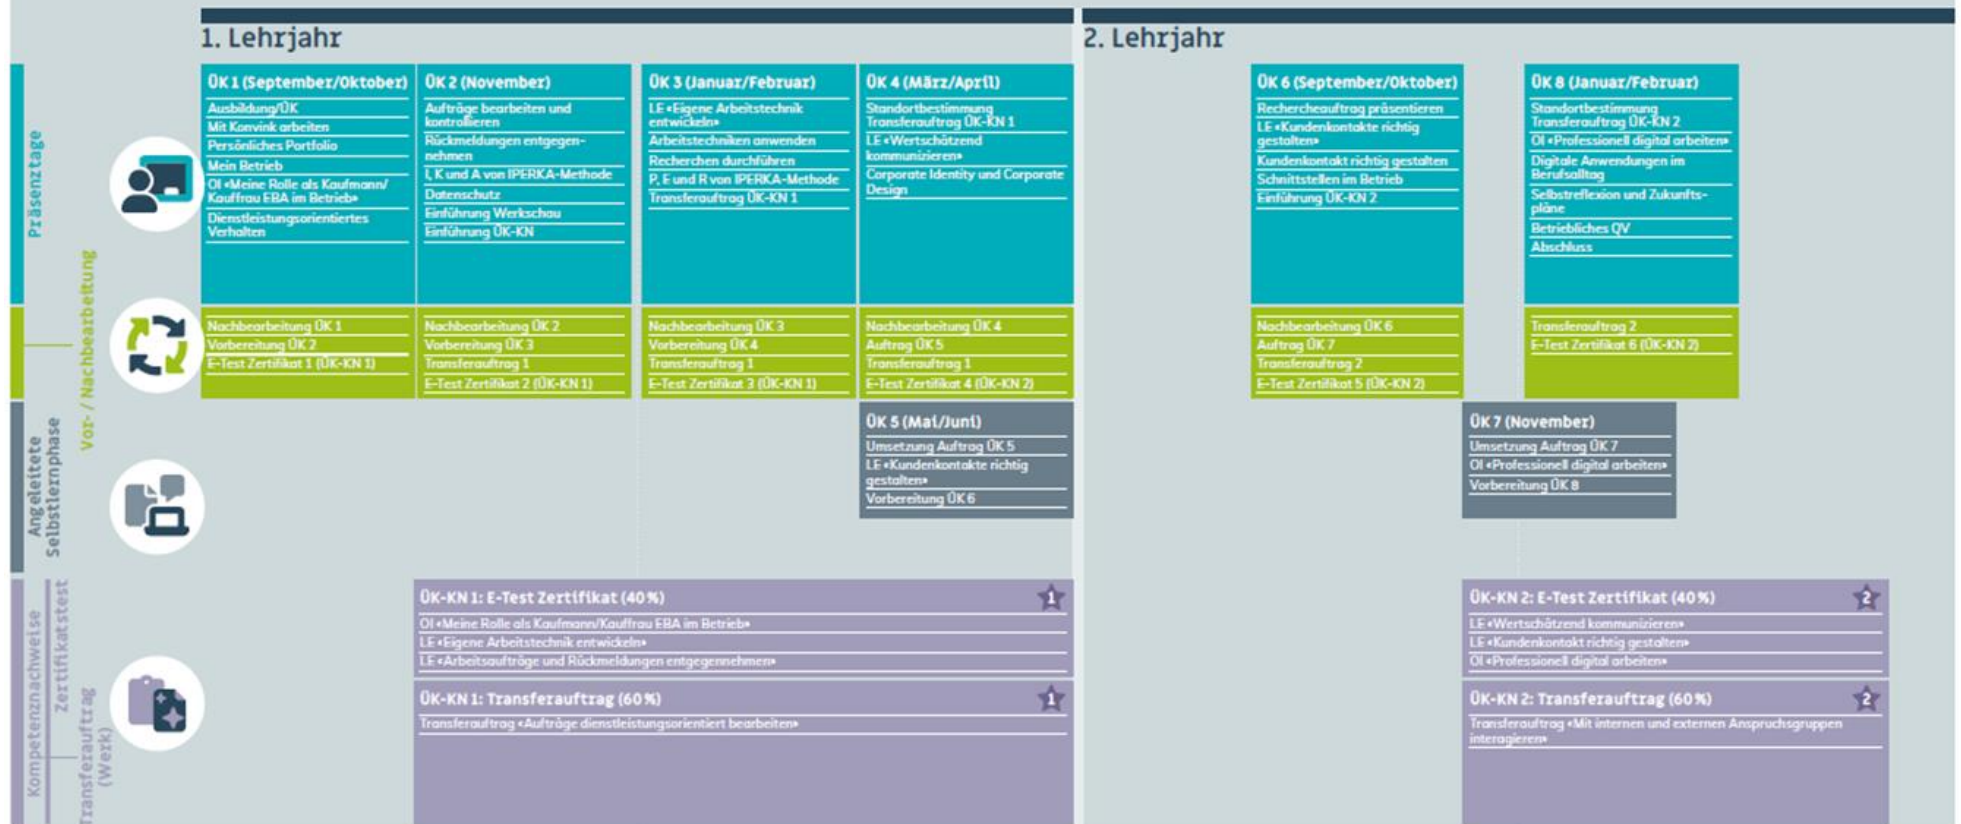 1. Lehrjahr
2. Lehrjahr
Präsenztage
ÜK 1 (September/Oktober)
Ausbildung/ÜK
Mit Konvink arbeiten
Persönliches Portfolio
Mein Betrieb
OI «Meine Rolle als Kaufmann/
Kauffrau EBA im Betrieb»
Dienstleistungsorientiertes
Verhalten
ÜK 2 (November)
Aufträge bearbeiten und
kontrollieren
Rückmeldungen entgegen-
nehmen
I, K und A von IPERKA-Methode
Datenschutz
Einführung Werkschau
Einführung ÜK-KN
ÜK 3 (Januar/Februar)
LE «Eigene Arbeitstechnik
entwickeln»
Arbeitstechniken anwenden
Recherchen durchführen
P, E und R von IPERKA-Methode
Transferauftrag ÜK-KN 1
ÜK 4 (März/April)
Standortbestimmung
Transferauftrag ÜK-KN 1
LE «Wertschätzend
kommunizieren»
Corporate Identity und Corporate
Design
ÜK 6 (September/Oktober)
Rechercheauftrag präsentieren
LE «Kundenkontakte richtig
gestalten»
Kundenkontakt richtig gestalten
Schnittstellen im Betrieb
Einführung ÜK-KN 2
ÜK 8 (Januar/Februar)
Standortbestimmung
Transferauftrag ÜK-KN 2
OI «Professionell digital arbeiten»
Digitale Anwendungen im
Berufsalltag
Selbstreflexion und Zukunfts-
pläne
Betriebliches QV
Abschluss
Vor- / Nachbearbeitung
Nachbearbeitung ÜK 1
Vorbereitung ÜK 2
E-Test Zertifikat 1 (ÜK-KN 1)
Nachbearbeitung ÜK 2
Vorbereitung ÜK 3
Transferauftrag 1
E-Test Zertifikat 2 (ÜK-KN 1)
Nachbearbeitung ÜK 3
Vorbereitung ÜK 4
Transferauftrag 1
E-Test Zertifikat 3 (ÜK-KN 1)
Nachbearbeitung ÜK 4
Auftrag ÜK 5
Transferauftrag 1
E-Test Zertifikat 4 (ÜK-KN 2)
Nachbearbeitung ÜK 6
Auftrag ÜK 7
Transferauftrag 2
E-Test Zertifikat 5 (ÜK-KN 2)
Transferauftrag 2
E-Test Zertifikat 6 (ÜK-KN 2)
Angeleitete
Selbstlernphase
ÜK 5 (Mai/Juni)
Umsetzung Auftrag ÜK 5
LE «Kundenkontakte richtig
gestalten»
Vorbereitung ÜK 6
ÜK 7 (November)
Umsetzung Auftrag ÜK 7
OI «Professionell digital arbeiten»
Vorbereitung ÜK 8
Kompetenznachweise
Zertifikatstest
Transferauftrag
(Werk)
ÜK-KN 1: E-Test Zertifikat (40 %)
1
OI «Meine Rolle als Kaufmann/Kauffrau EBA im Betrieb»
LE «Eigene Arbeitstechnik entwickeln»
LE «Arbeitsaufträge und Rückmeldungen entgegennehmen»
ÜK-KN 1: Transferauftrag (60 %)
1
Transferauftrag «Aufträge dienstleistungsorientiert bearbeiten»
ÜK-KN 2: E-Test Zertifikat (40 %)
2
LE «Wertschätzend kommunizieren»
LE «Kundenkontakt richtig gestalten»
OI «Professionell digital arbeiten»
ÜK-KN 2: Transferauftrag (60 %)
2
Transferauftrag «Mit internen und externen Anspruchsgruppen
interagieren»